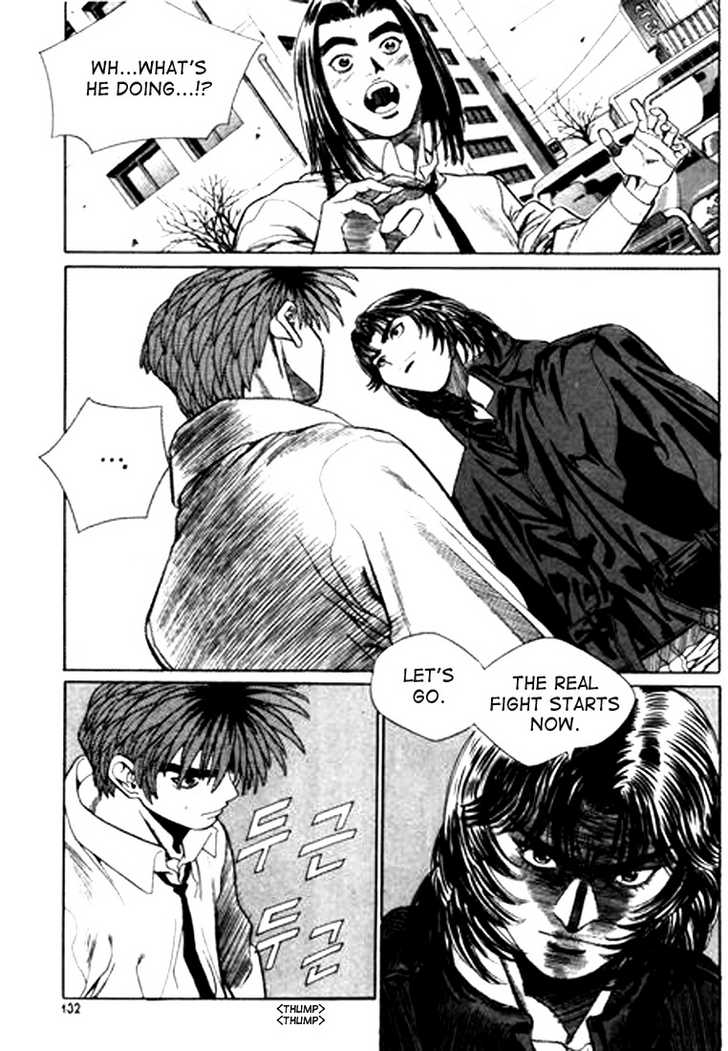 WH...WHAT'S
HE DOING...!?
...
LET'S
GO.
THE REAL
FIGHT STARTS
NOW.
두근
두근
132
<THUMP>
<THUMP>